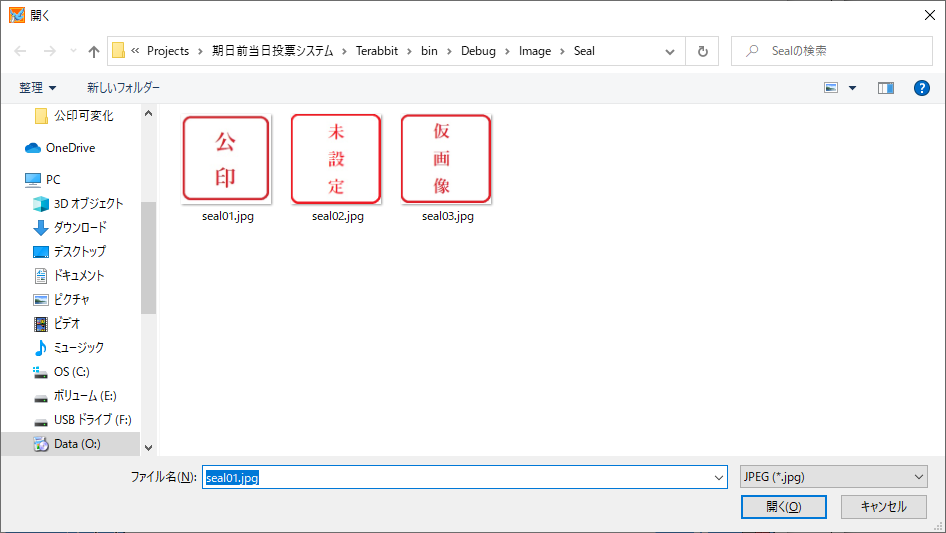 開く
« Projects › 期日前当日投票システム › Terabbit › bin › Debug › Image › Seal
Sealの検索
整理
新しいフォルダー
公印可変化
OneDrive
PC
3D オブジェクト
ダウンロード
デスクトップ
ドキュメント
ピクチャ
ビデオ
ミュージック
OS (C:)
ボリューム (E:)
USB ドライブ (F:)
Data (O:)
公
印
seal01.jpg
未
設
定
seal02.jpg
仮
画
像
seal03.jpg
ファイル名(N):
seal01.jpg
JPEG (*.jpg)
開く(O)
キャンセル